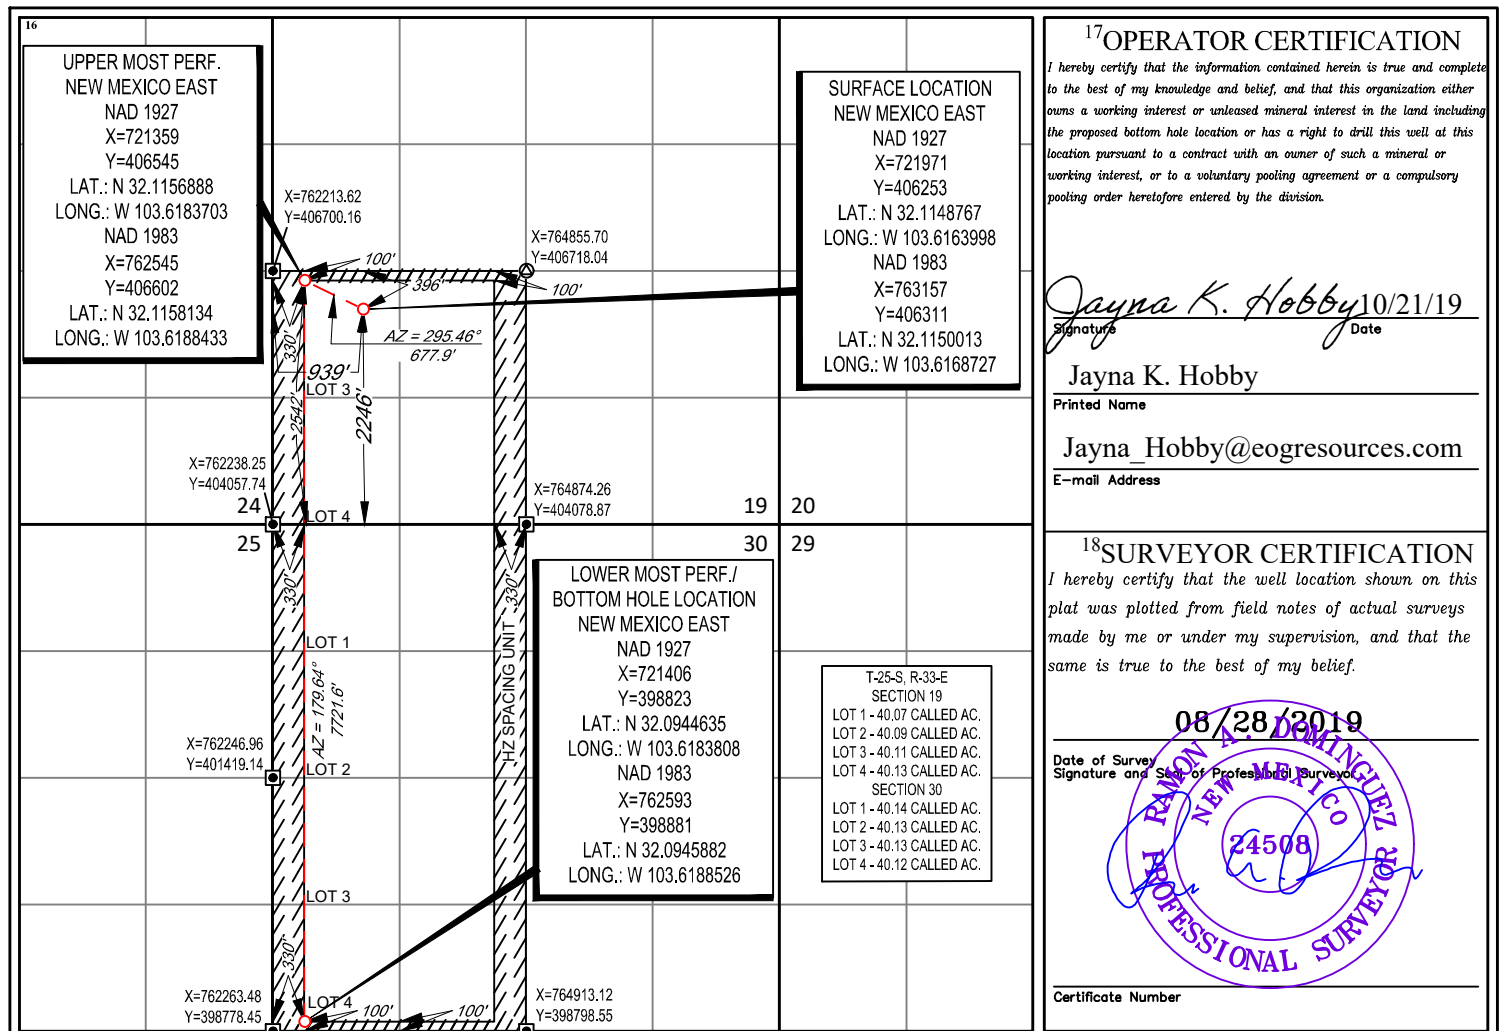 16
UPPER MOST PERF.
NEW MEXICO EAST
NAD 1927
X=721359
Y=406545
LAT.: N 32.1156888
LONG.: W 103.6183703
NAD 1983
X=762545
Y=406602
LAT.: N 32.1158134
LONG.: W 103.6188433
SURFACE LOCATION
NEW MEXICO EAST
NAD 1927
X=721971
Y=406253
LAT.: N 32.1148767
LONG.: W 103.6163998
NAD 1983
X=763157
Y=406311
LAT.: N 32.1150013
LONG.: W 103.6168727
X=762213.62
Y=406700.16
X=764855.70
Y=406718.04
100'
396'
100'
AZ = 295.46°
677.9'
330'
939'
LOT 3
2542'
2246'
X=762238.25
Y=404057.74
X=764874.26
Y=404078.87
24
LOT 4
19
20
25
30
29
330'
330'
LOWER MOST PERF./
BOTTOM HOLE LOCATION
NEW MEXICO EAST
NAD 1927
X=721406
Y=398823
LAT.: N 32.0944635
LONG.: W 103.6183808
NAD 1983
X=762593
Y=398881
LAT.: N 32.0945882
LONG.: W 103.6188526
LOT 1
AZ = 179.64°
7721.6'
HZ SPACING UNIT
X=762246.96
Y=401419.14
LOT 2
T-25-S, R-33-E
SECTION 19
LOT 1 - 40.07 CALLED AC.
LOT 2 - 40.09 CALLED AC.
LOT 3 - 40.11 CALLED AC.
LOT 4 - 40.13 CALLED AC.
SECTION 30
LOT 1 - 40.14 CALLED AC.
LOT 2 - 40.13 CALLED AC.
LOT 3 - 40.13 CALLED AC.
LOT 4 - 40.12 CALLED AC.
LOT 3
330'
X=762263.48
Y=398778.45
LOT 4
100'
100'
X=764913.12
Y=398798.55
17OPERATOR CERTIFICATION
I hereby certify that the information contained herein is true and complete
to the best of my knowledge and belief, and that this organization either
owns a working interest or unleased mineral interest in the land including
the proposed bottom hole location or has a right to drill this well at this
location pursuant to a contract with an owner of such a mineral or
working interest, or to a voluntary pooling agreement or a compulsory
pooling order heretofore entered by the division.
Jayna K. Hobby 10/21/19
Signature Date
Jayna K. Hobby
Printed Name
Jayna_Hobby@eogresources.com
E-mail Address
18SURVEYOR CERTIFICATION
I hereby certify that the well location shown on this
plat was plotted from field notes of actual surveys
made by me or under my supervision, and that the
same is true to the best of my belief.
08/28/2019
Date of Survey
Signature and Seal of Professional Surveyor:
RAMON A. DOMINGUEZ
NEW MEXICO
24508
PROFESSIONAL SURVEYOR
Certificate Number